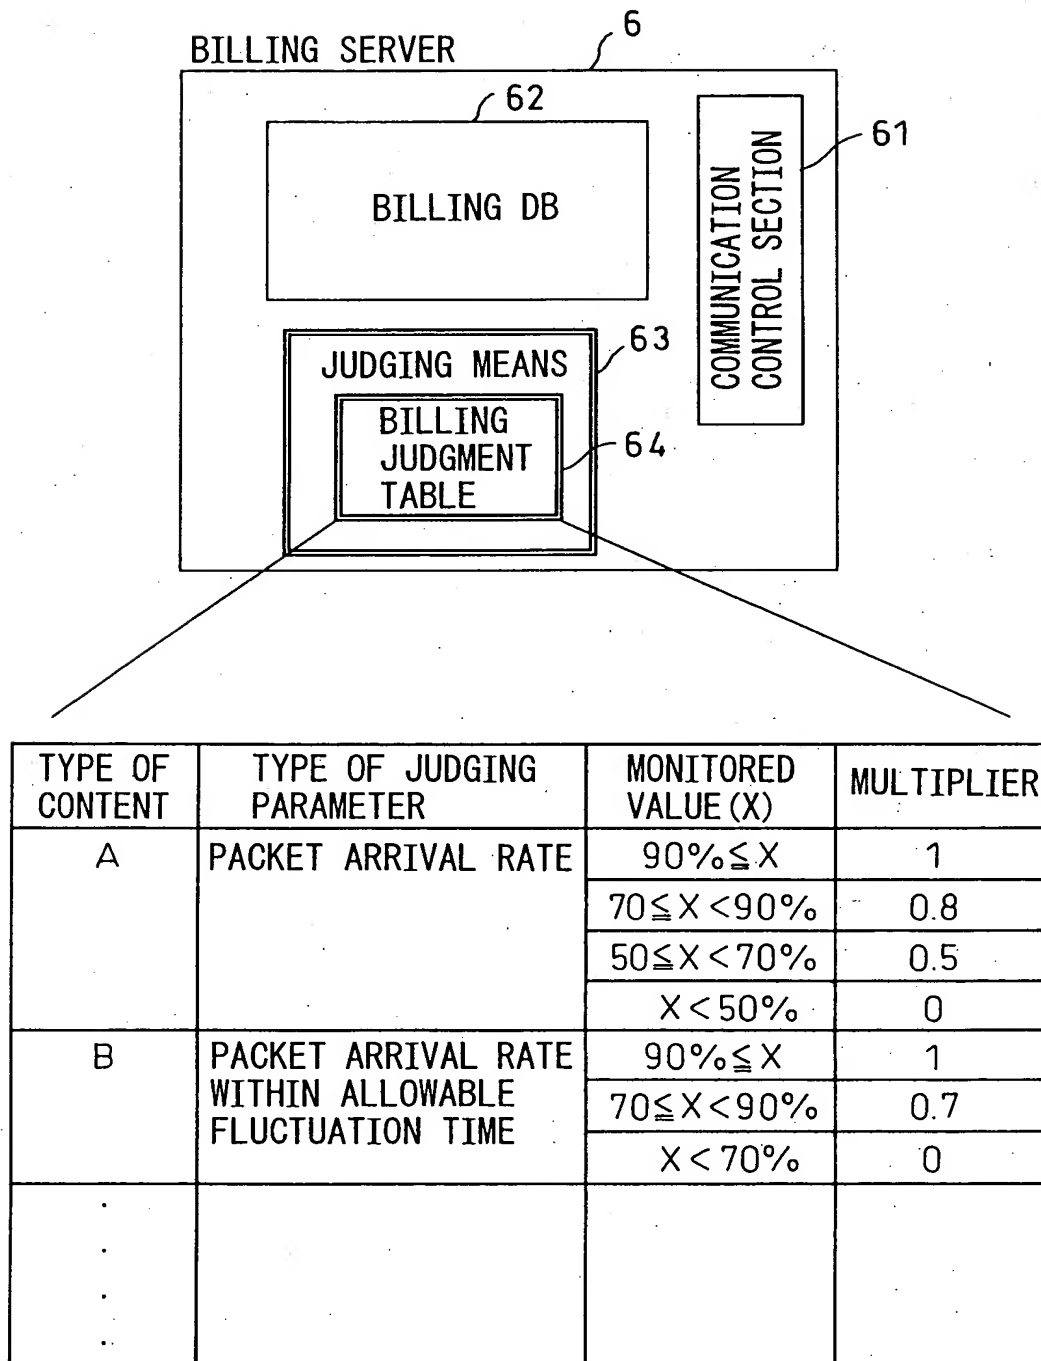 6
BILLING SERVER
62
61
BILLING DB
COMMUNICATION
CONTROL SECTION
63
JUDGING MEANS
BILLING
JUDGMENT
TABLE
64
TYPE OF
CONTENT
TYPE OF JUDGING
PARAMETER
MONITORED
VALUE(X)
MULTIPLIER
A
PACKET ARRIVAL RATE
90%≦X
1
70≦X<90%
0.8
50≦X<70%
0.5
X<50%
0
B
PACKET ARRIVAL RATE
WITHIN ALLOWABLE
FLUCTUATION TIME
90%≦X
1
70≦X<90%
0.7
X<70%
0